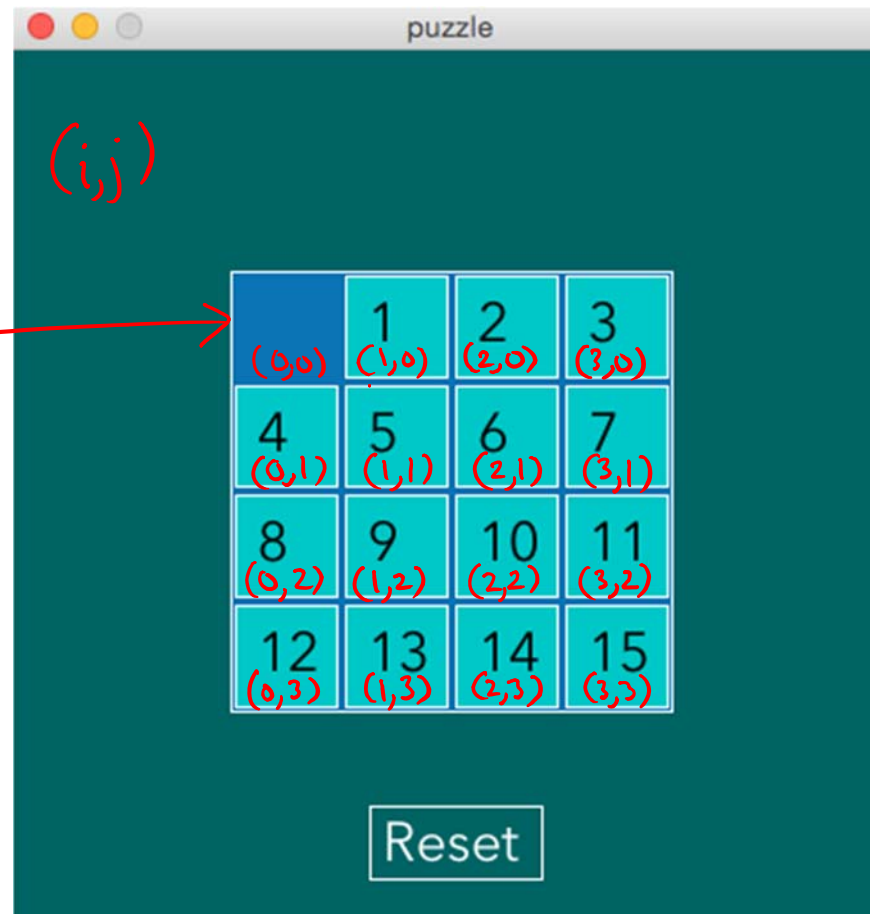 puzzle
(i,j)
1 2 3
(0,0) (1,0) (2,0) (3,0)
4 5 6 7
(0,1) (1,1) (2,1) (3,1)
8 9 10 11
(0,2) (1,2) (2,2) (3,2)
12 13 14 15
(0,3) (1,3) (2,3) (3,3)
Reset